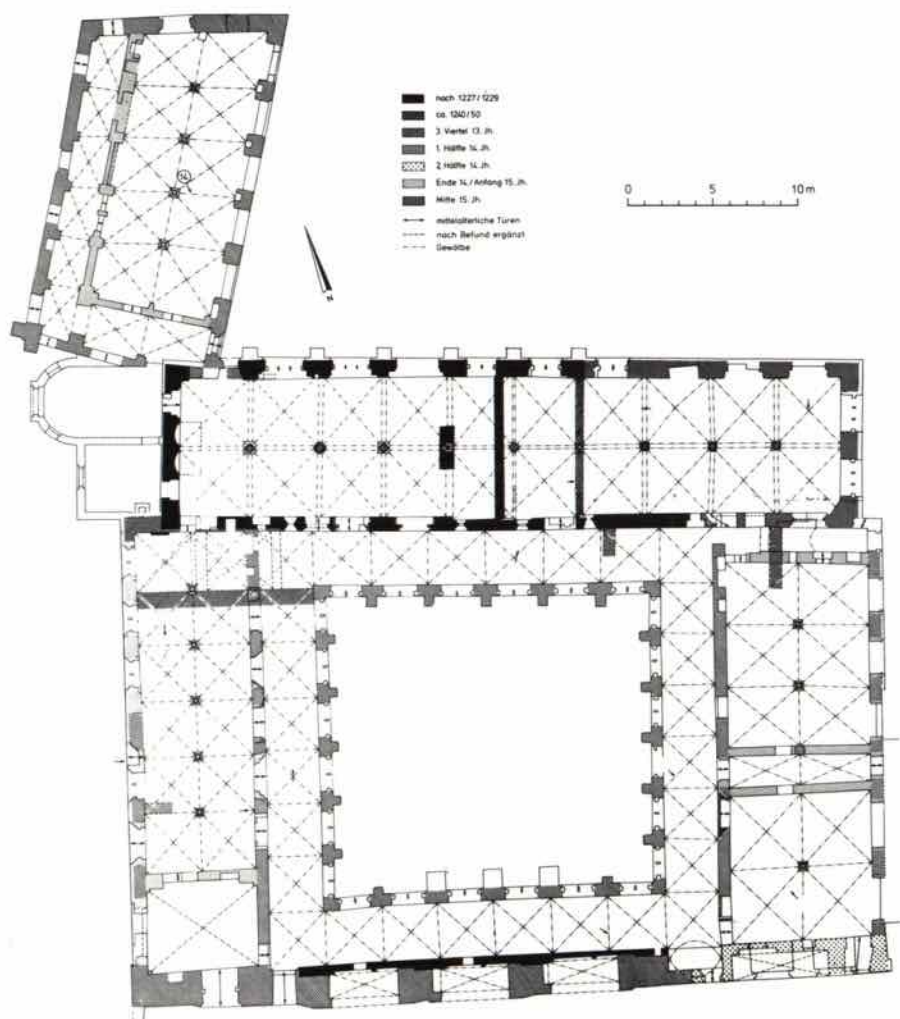 nach 1227/1229
ca. 1240/50
3. Viertel 13. Jh.
1. Hälfte 14. Jh.
2. Hälfte 14. Jh.
Ende 14./Anfang 15. Jh.
Mitte 15. Jh.
mittelalterliche Türen
nach Befund ergänzt
Gewölbe
0 5 10 m
14
N